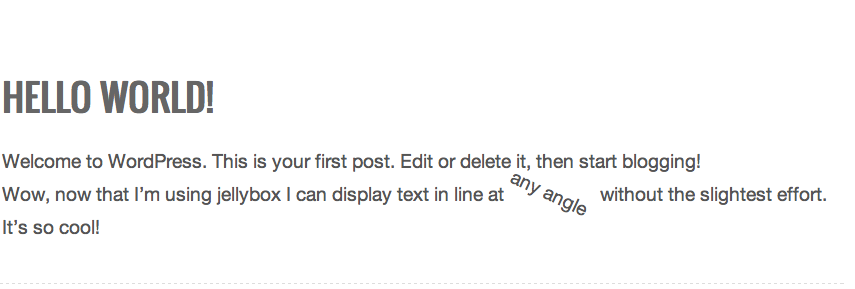 HELLO WORLD!
Welcome to WordPress. This is your first post. Edit or delete it, then start blogging!
Wow, now that I’m using jellybox I can display text in line at any angle without the slightest effort.
It’s so cool!